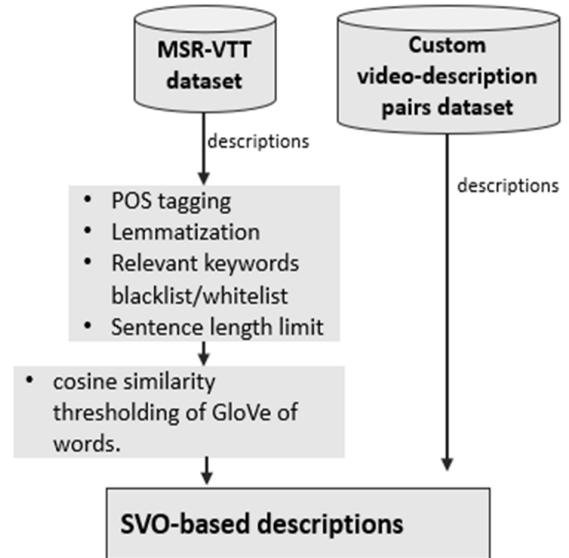 MSR-VTT
dataset
Custom
video-description
pairs dataset
descriptions
descriptions
• POS tagging
• Lemmatization
• Relevant keywords
blacklist/whitelist
• Sentence length limit
• cosine similarity
thresholding of GloVe of
words.
SVO-based descriptions